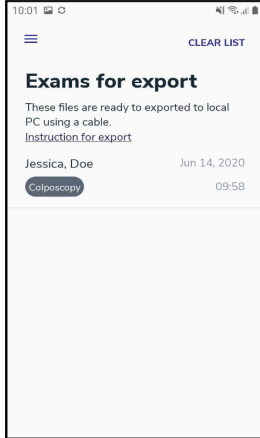 10:01
CLEAR LIST
Exams for export
These files are ready to exported to local
PC using a cable.
Instruction for export
Jessica, Doe Jun 14, 2020
Colposcopy 09:58